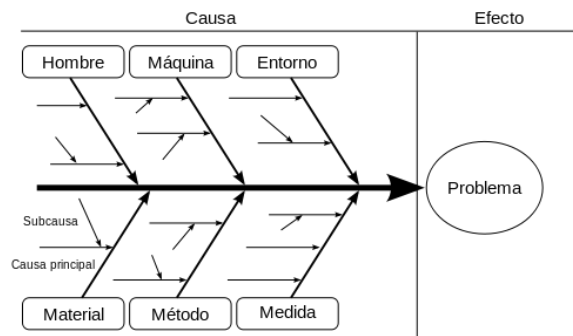 Causa
Efecto
Hombre
Máquina
Entorno
Problema
Subcausa
Causa principal
Material
Método
Medida